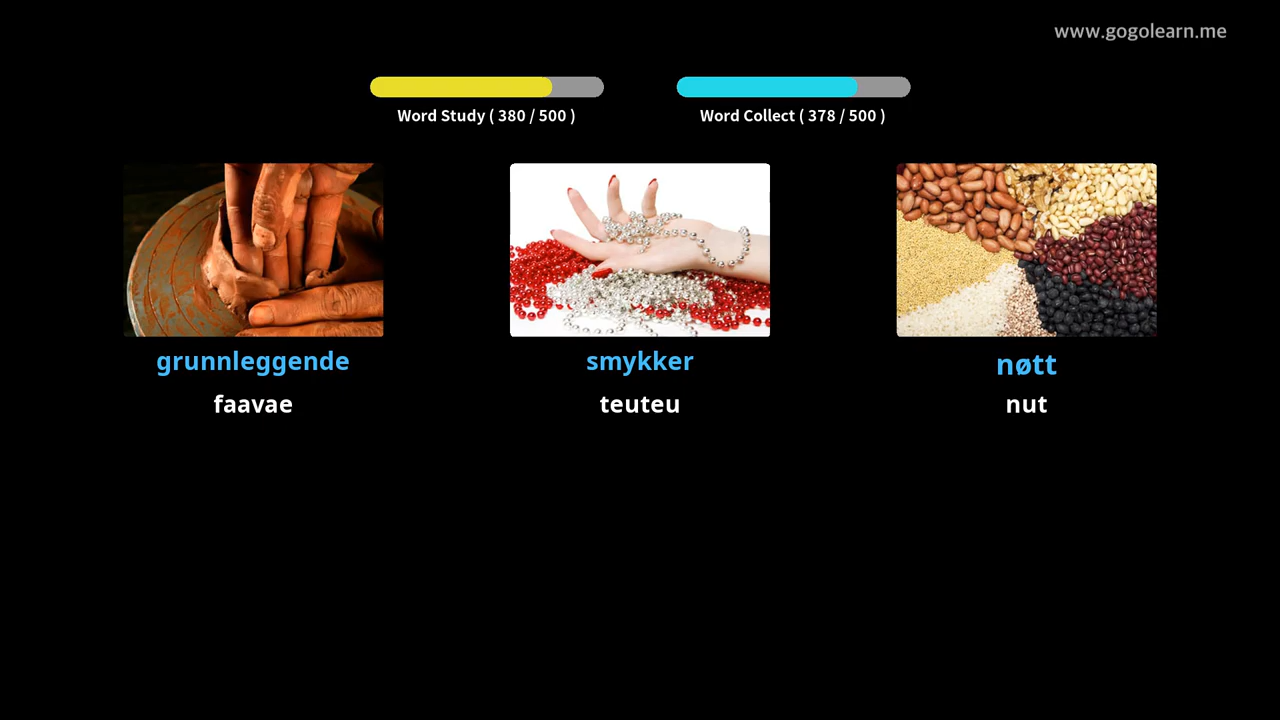 www.gogolearn.me
Word Study ( 380 / 500 )
Word Collect ( 378 / 500 )
grunnleggende
smykker
nøtt
faavae
teuteu
nut